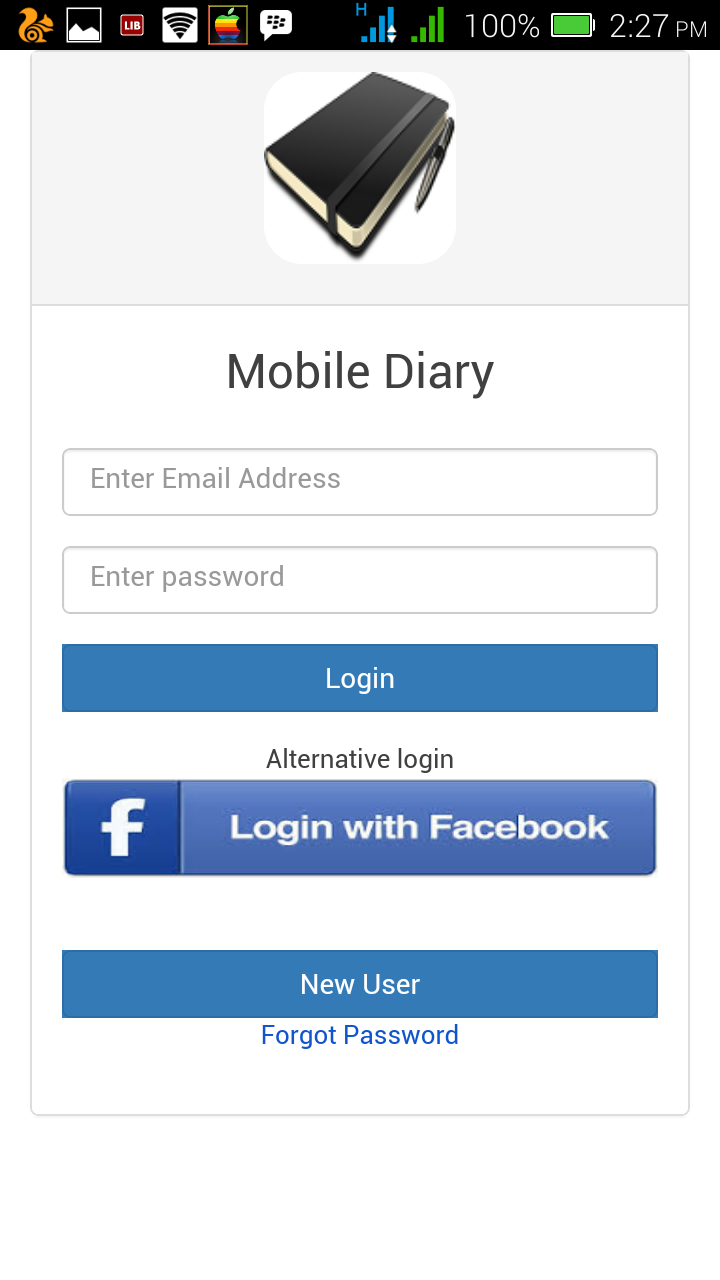 LIB H 100% 2:27 PM
Mobile Diary
Enter Email Address
Enter password
Login
Alternative login
f Login with Facebook
New User
Forgot Password